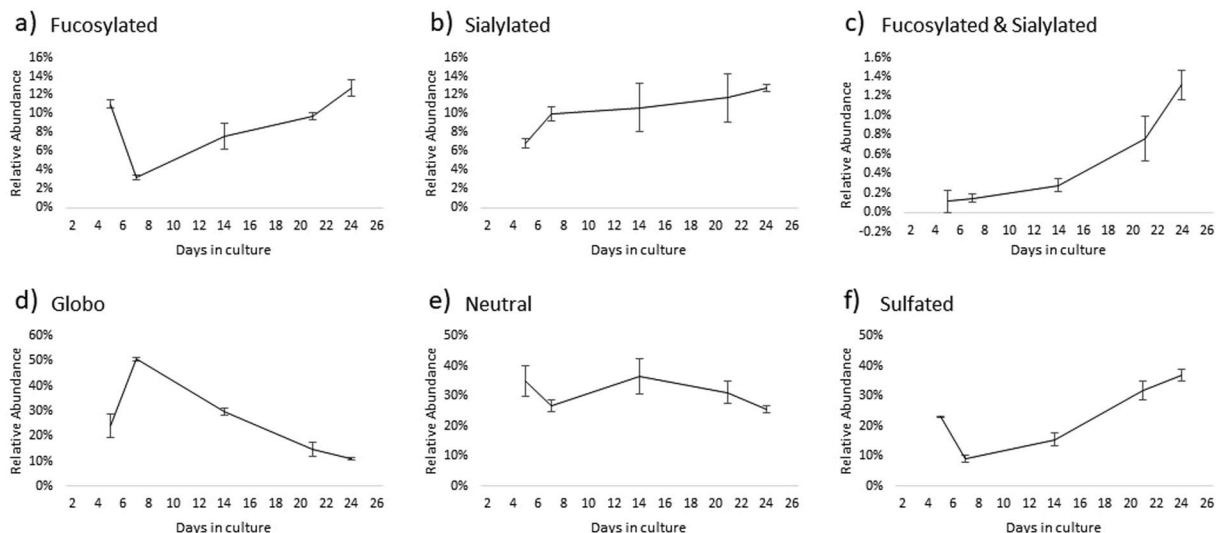 a) Fucosylated
Relative Abundance
16%
14%
12%
10%
8%
6%
4%
2%
0%
2 4 6 8 10 12 14 16 18 20 22 24 26
Days in culture
b) Sialylated
Relative Abundance
16%
14%
12%
10%
8%
6%
4%
2%
0%
2 4 6 8 10 12 14 16 18 20 22 24 26
Days in culture
c) Fucosylated & Sialylated
Relative Abundance
1.6%
1.4%
1.2%
1.0%
0.8%
0.6%
0.4%
0.2%
0.0%
-0.2%
2 4 6 8 10 12 14 16 18 20 22 24 26
Days in culture
d) Globo
Relative Abundance
60%
50%
40%
30%
20%
10%
0%
2 4 6 8 10 12 14 16 18 20 22 24 26
Days in culture
e) Neutral
Relative Abundance
50%
40%
30%
20%
10%
0%
2 4 6 8 10 12 14 16 18 20 22 24 26
Days in culture
f) Sulfated
Relative Abundance
50%
40%
30%
20%
10%
0%
2 4 6 8 10 12 14 16 18 20 22 24 26
Days in culture